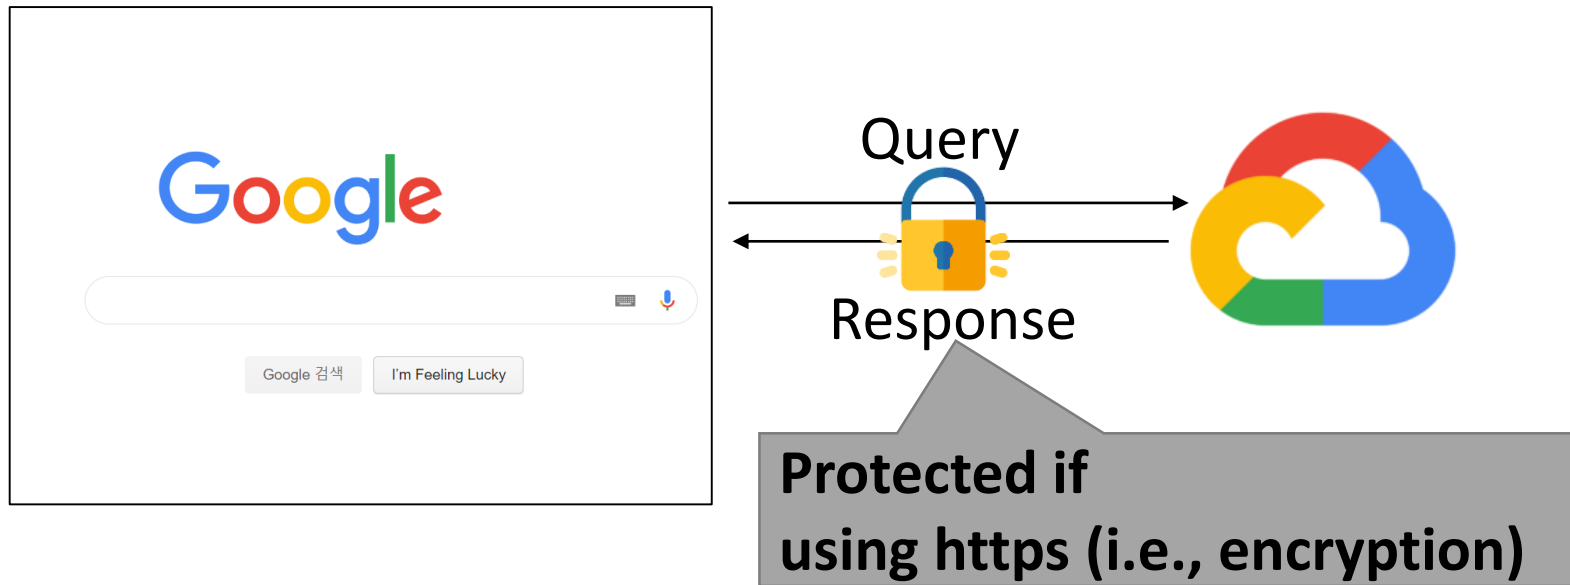 Google
Google 검색
I'm Feeling Lucky
Query
Response
Protected if
using https (i.e., encryption)